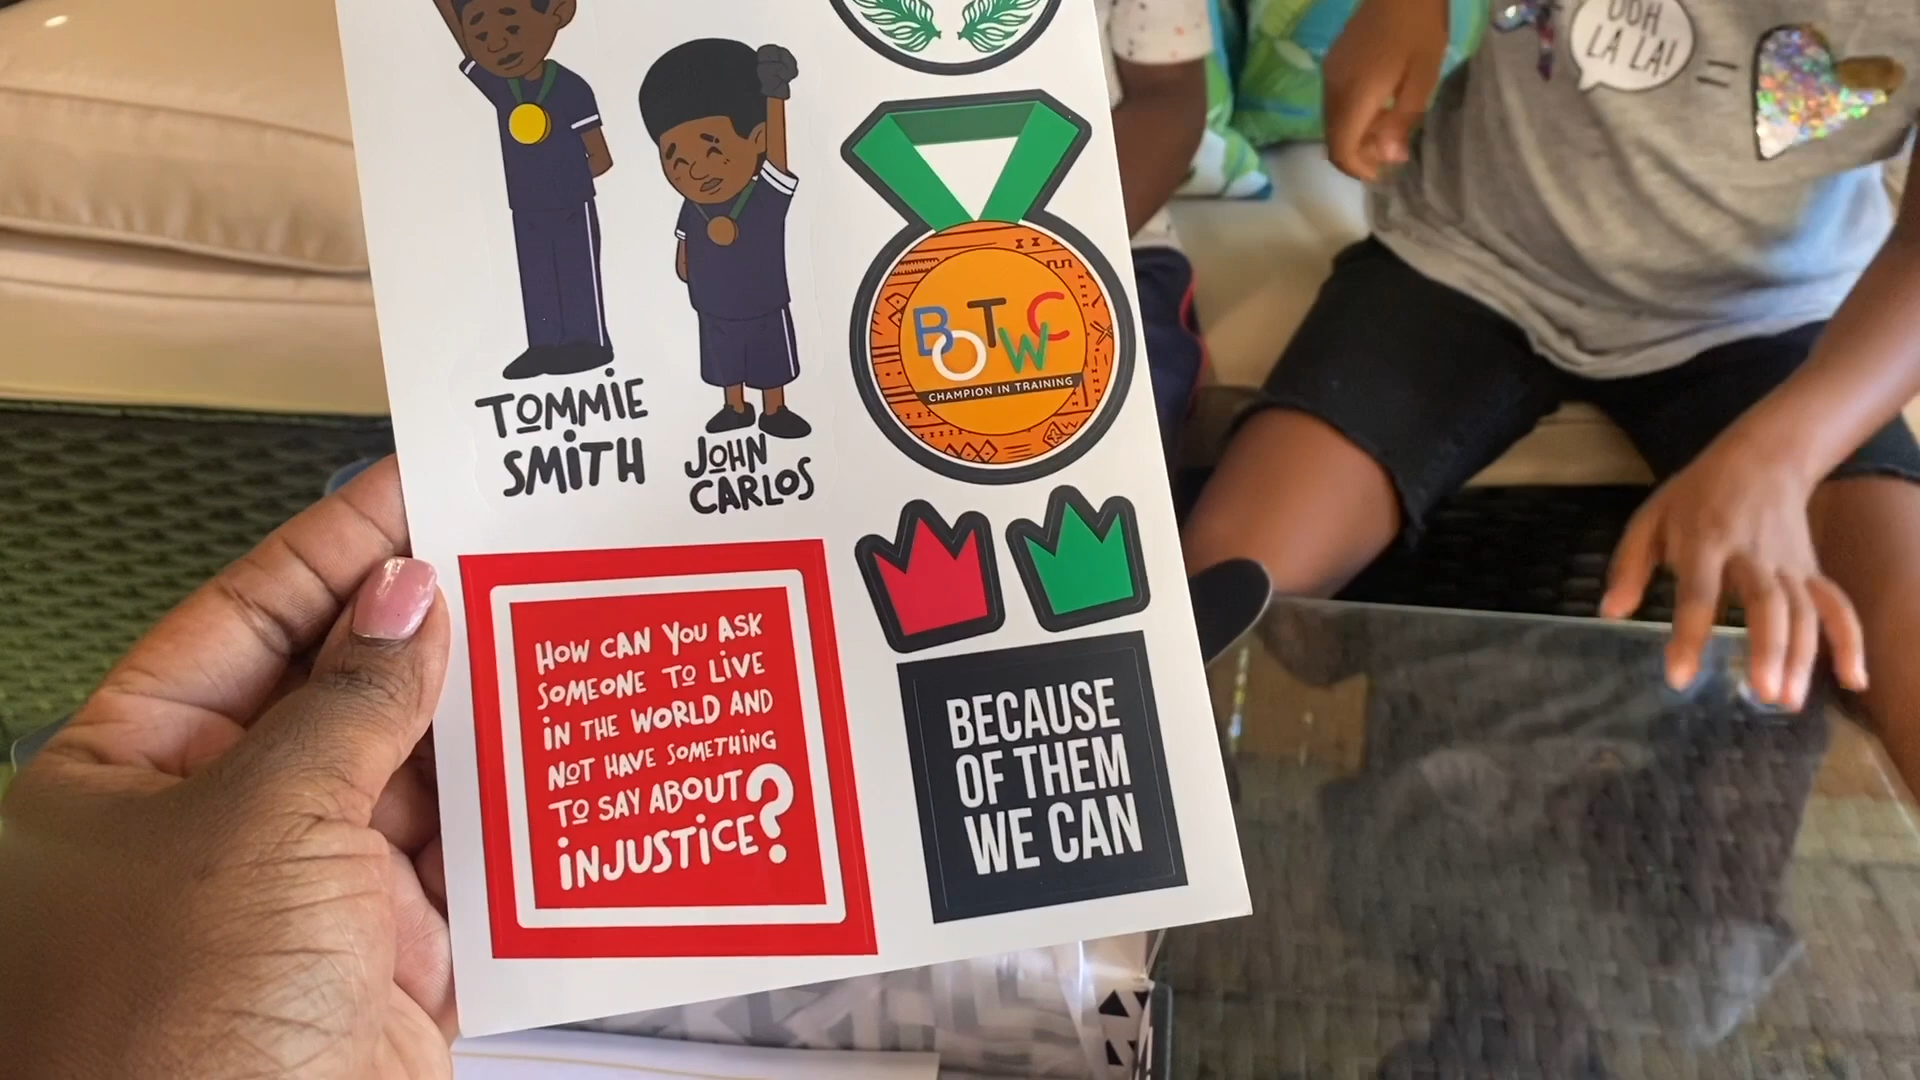 TOMMIE
SMITH
JOHN
CARLOS
BOTWC
CHAMPION IN TRAINING
HOW CAN YOU ASK
SOMEONE TO LIVE
IN THE WORLD AND
NOT HAVE SOMETHING
TO SAY ABOUT
INJUSTICE?
BECAUSE
OF THEM
WE CAN
OOH
LA LA!
=